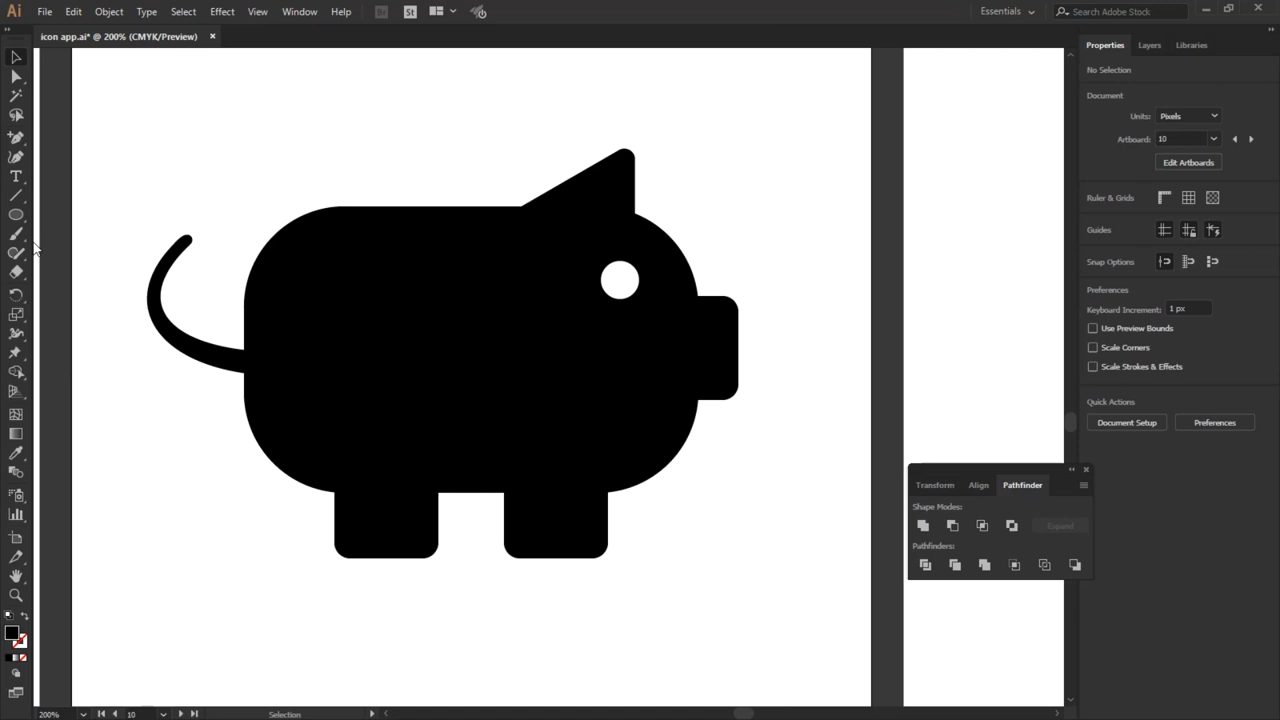 Ai File Edit Object Type Select Effect View Window Help Br St Essentials Search Adobe Stock
icon app.ai* @ 200% (CMYK/Preview) ×
Properties Layers Libraries
No Selection
Document
Units: Pixels
Artboard: 10
Edit Artboards
Ruler & Grids
Guides
Snap Options
Preferences
Keyboard Increment: 1 px
Use Preview Bounds
Scale Corners
Scale Strokes & Effects
Quick Actions
Document Setup Preferences
Transform Align Pathfinder
Shape Modes:
Expand
Pathfinders:
200% 10 Selection